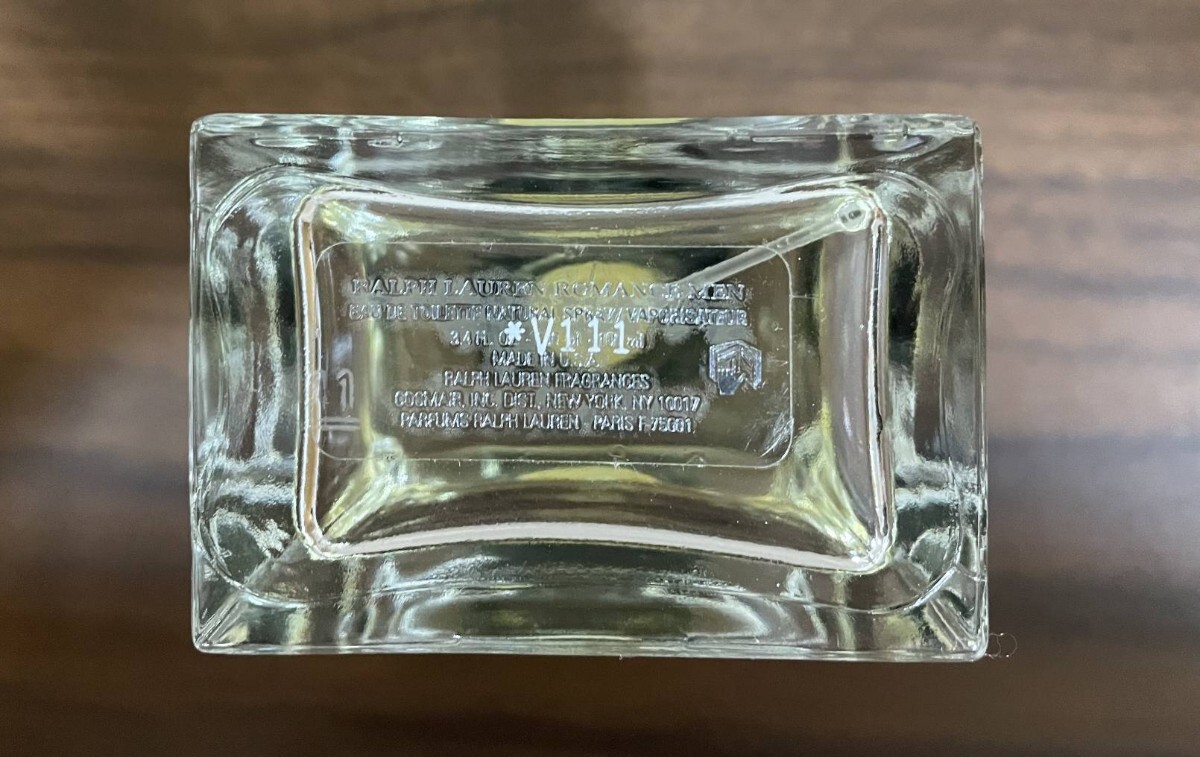 RALPH LAUREN ROMANCE MEN
EAU DE TOILETTE NATURAL SPRAY/VAPORISATEUR
3.4 FL. O
*V111
MADE IN U.S.A.
RALPH LAUREN FRAGRANCES
COSMAIR, INC. DIST., NEW YORK, NY 10017
PARFUMS RALPH LAUREN - PARIS F-75001